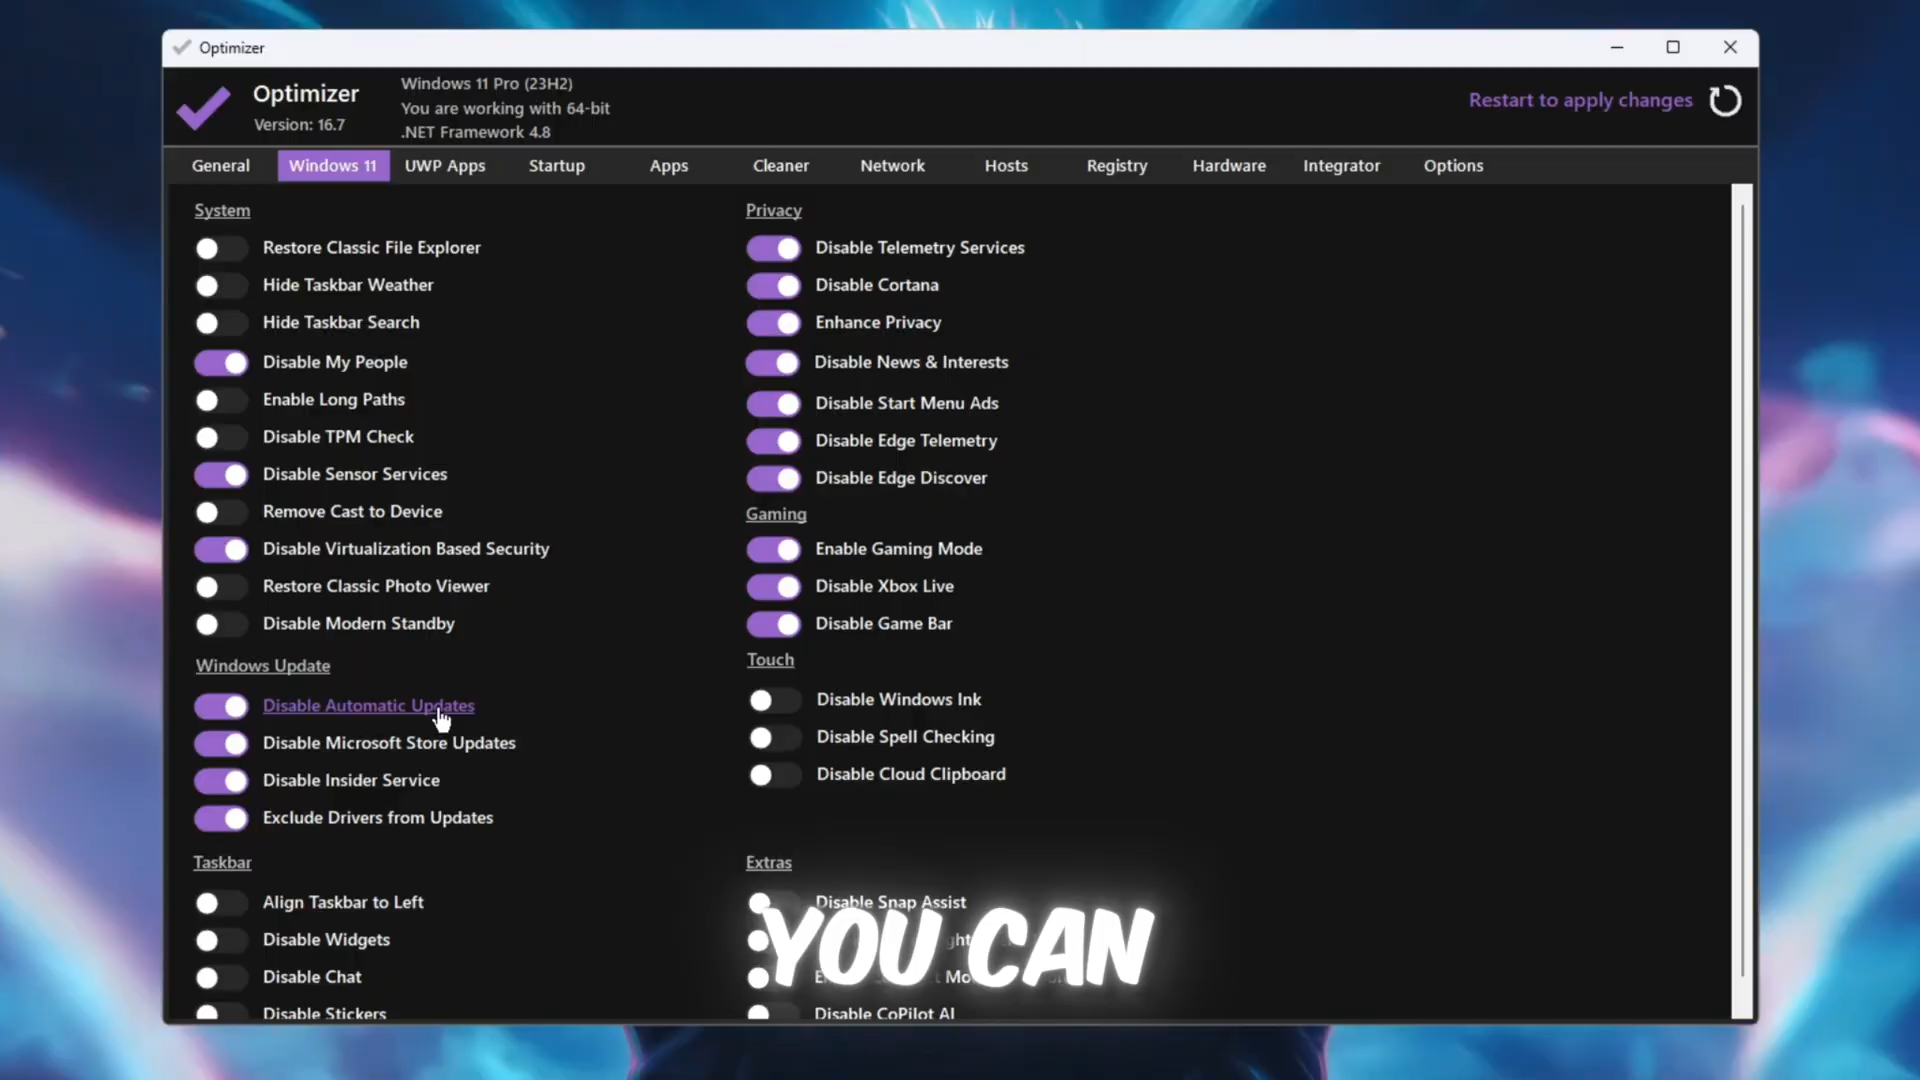 Optimizer
Optimizer
Version: 16.7
Windows 11 Pro (23H2)
You are working with 64-bit
.NET Framework 4.8
Restart to apply changes
General Windows 11 UWP Apps Startup Apps Cleaner Network Hosts Registry Hardware Integrator Options
System
Restore Classic File Explorer
Hide Taskbar Weather
Hide Taskbar Search
Disable My People
Enable Long Paths
Disable TPM Check
Disable Sensor Services
Remove Cast to Device
Disable Virtualization Based Security
Restore Classic Photo Viewer
Disable Modern Standby
Windows Update
Disable Automatic Updates
Disable Microsoft Store Updates
Disable Insider Service
Exclude Drivers from Updates
Taskbar
Align Taskbar to Left
Disable Widgets
Disable Chat
Disable Stickers
Privacy
Disable Telemetry Services
Disable Cortana
Enhance Privacy
Disable News & Interests
Disable Start Menu Ads
Disable Edge Telemetry
Disable Edge Discover
Gaming
Enable Gaming Mode
Disable Xbox Live
Disable Game Bar
Touch
Disable Windows Ink
Disable Spell Checking
Disable Cloud Clipboard
Extras
Disable Snap Assist
Disable CoPilot AI
YOU CAN